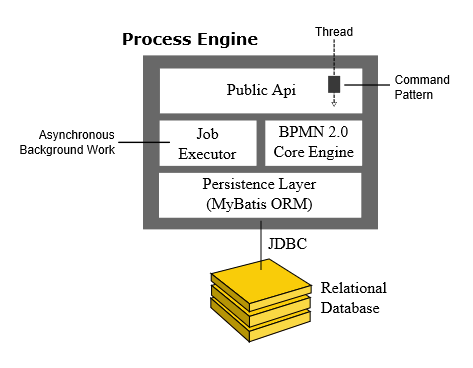 Thread
Process Engine
Public Api
Command
Pattern
Asynchronous
Background Work
Job
Executor
BPMN 2.0
Core Engine
Persistence Layer
(MyBatis ORM)
JDBC
Relational
Database